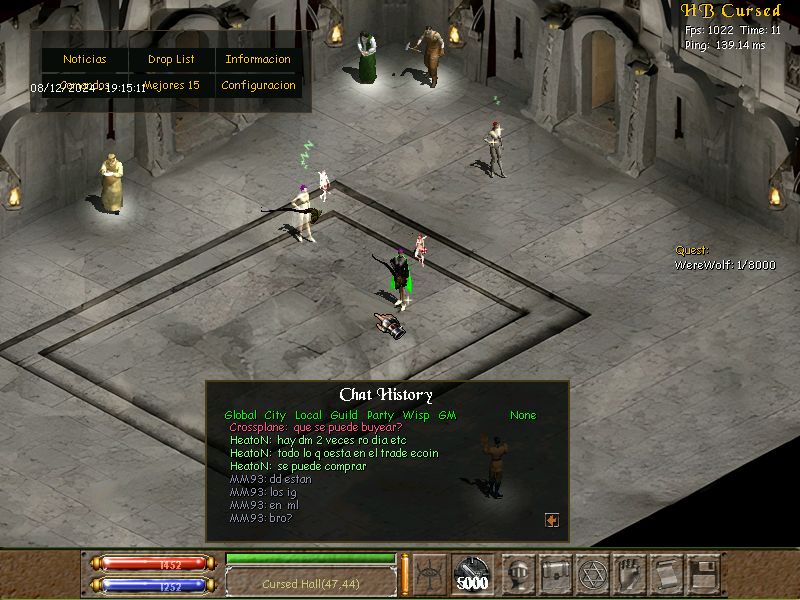 HB Cursed
Fps: 1022 Time: 11
Ping: 139.14 ms
Noticias Drop List Informacion
Comandos Mejores 15 Configuracion
08/12/2024 - 19:15:11
Quest:
WereWolf: 1/8000
Chat History
Global City Local Guild Party Wisp GM None
Crossplane: que se puede buyear?
HeatoN: hay dm 2 veces ro dia etc
HeatoN: todo lo q oesta en el trade ecoin
HeatoN: se puede comprar
MM93: dd estan
MM93: los ig
MM93: en ml
MM93: bro?
1452
1252
Cursed Hall(47,44)
5000